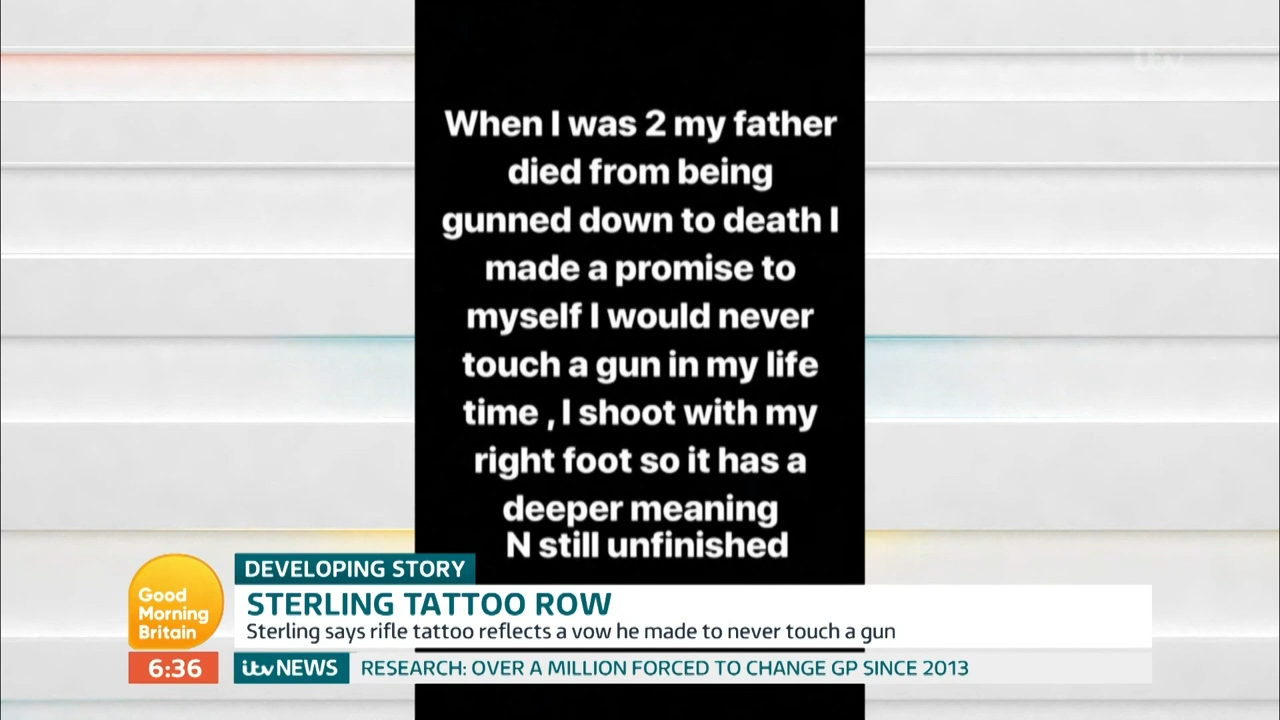 itv
When I was 2 my father
died from being
gunned down to death I
made a promise to
myself I would never
touch a gun in my life
time , I shoot with my
right foot so it has a
deeper meaning
N still unfinished
DEVELOPING STORY
Good
Morning
Britain
STERLING TATTOO ROW
Sterling says rifle tattoo reflects a vow he made to never touch a gun
6:36
itv NEWS
RESEARCH: OVER A MILLION FORCED TO CHANGE GP SINCE 2013